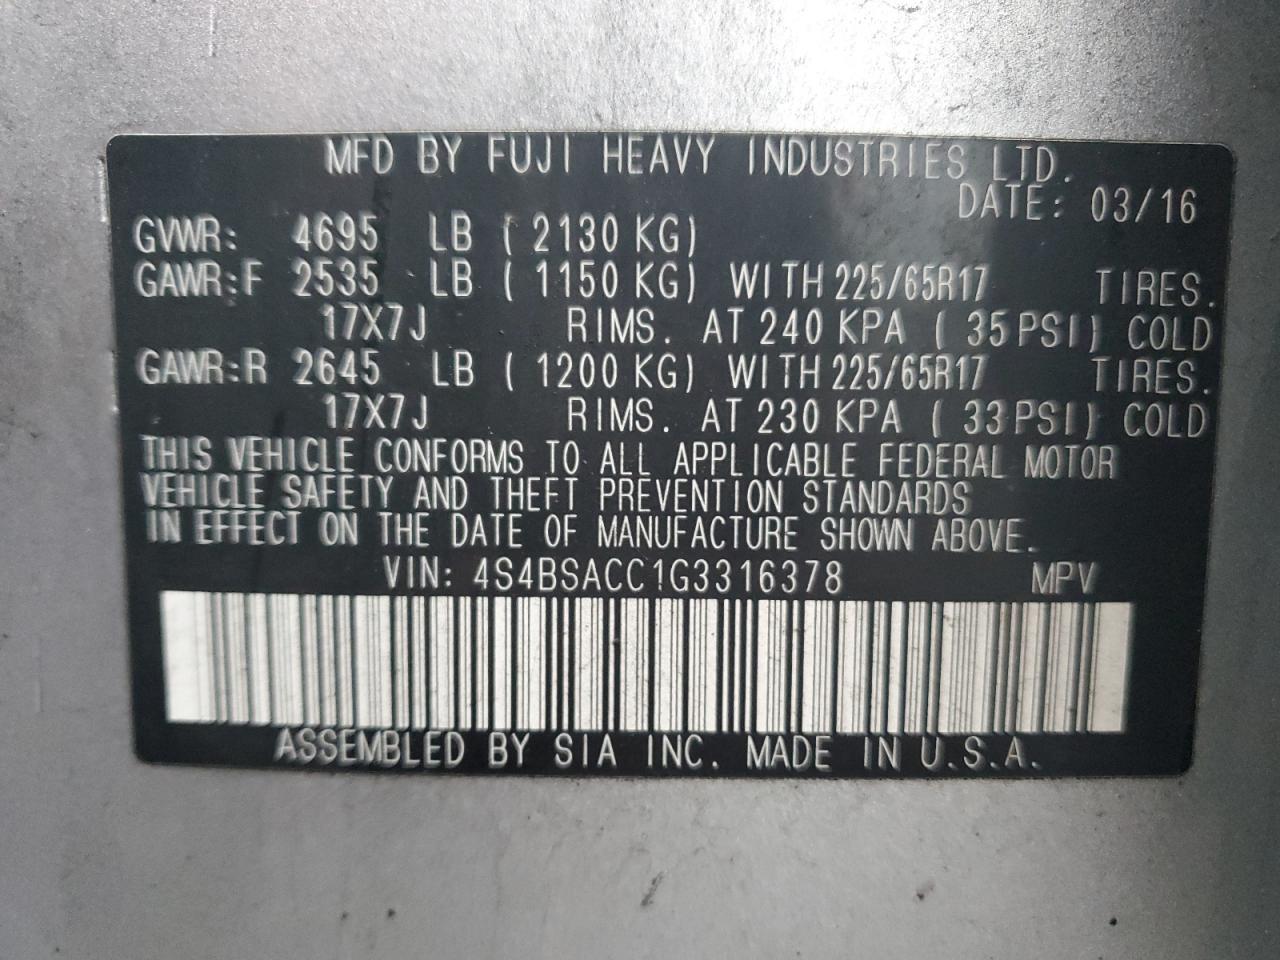 MFD BY FUJI HEAVY INDUSTRIES LTD.
DATE: 03/16
GVWR: 4695 LB ( 2130 KG)
GAWR:F 2535 LB ( 1150 KG) WITH 225/65R17 TIRES.
17X7J RIMS. AT 240 KPA ( 35 PSI) COLD
GAWR:R 2645 LB ( 1200 KG) WITH 225/65R17 TIRES.
17X7J RIMS. AT 230 KPA ( 33 PSI) COLD
THIS VEHICLE CONFORMS TO ALL APPLICABLE FEDERAL MOTOR
VEHICLE SAFETY AND THEFT PREVENTION STANDARDS
IN EFFECT ON THE DATE OF MANUFACTURE SHOWN ABOVE.
VIN: 4S4BSACC1G3316378 MPV
ASSEMBLED BY SIA INC. MADE IN U.S.A.